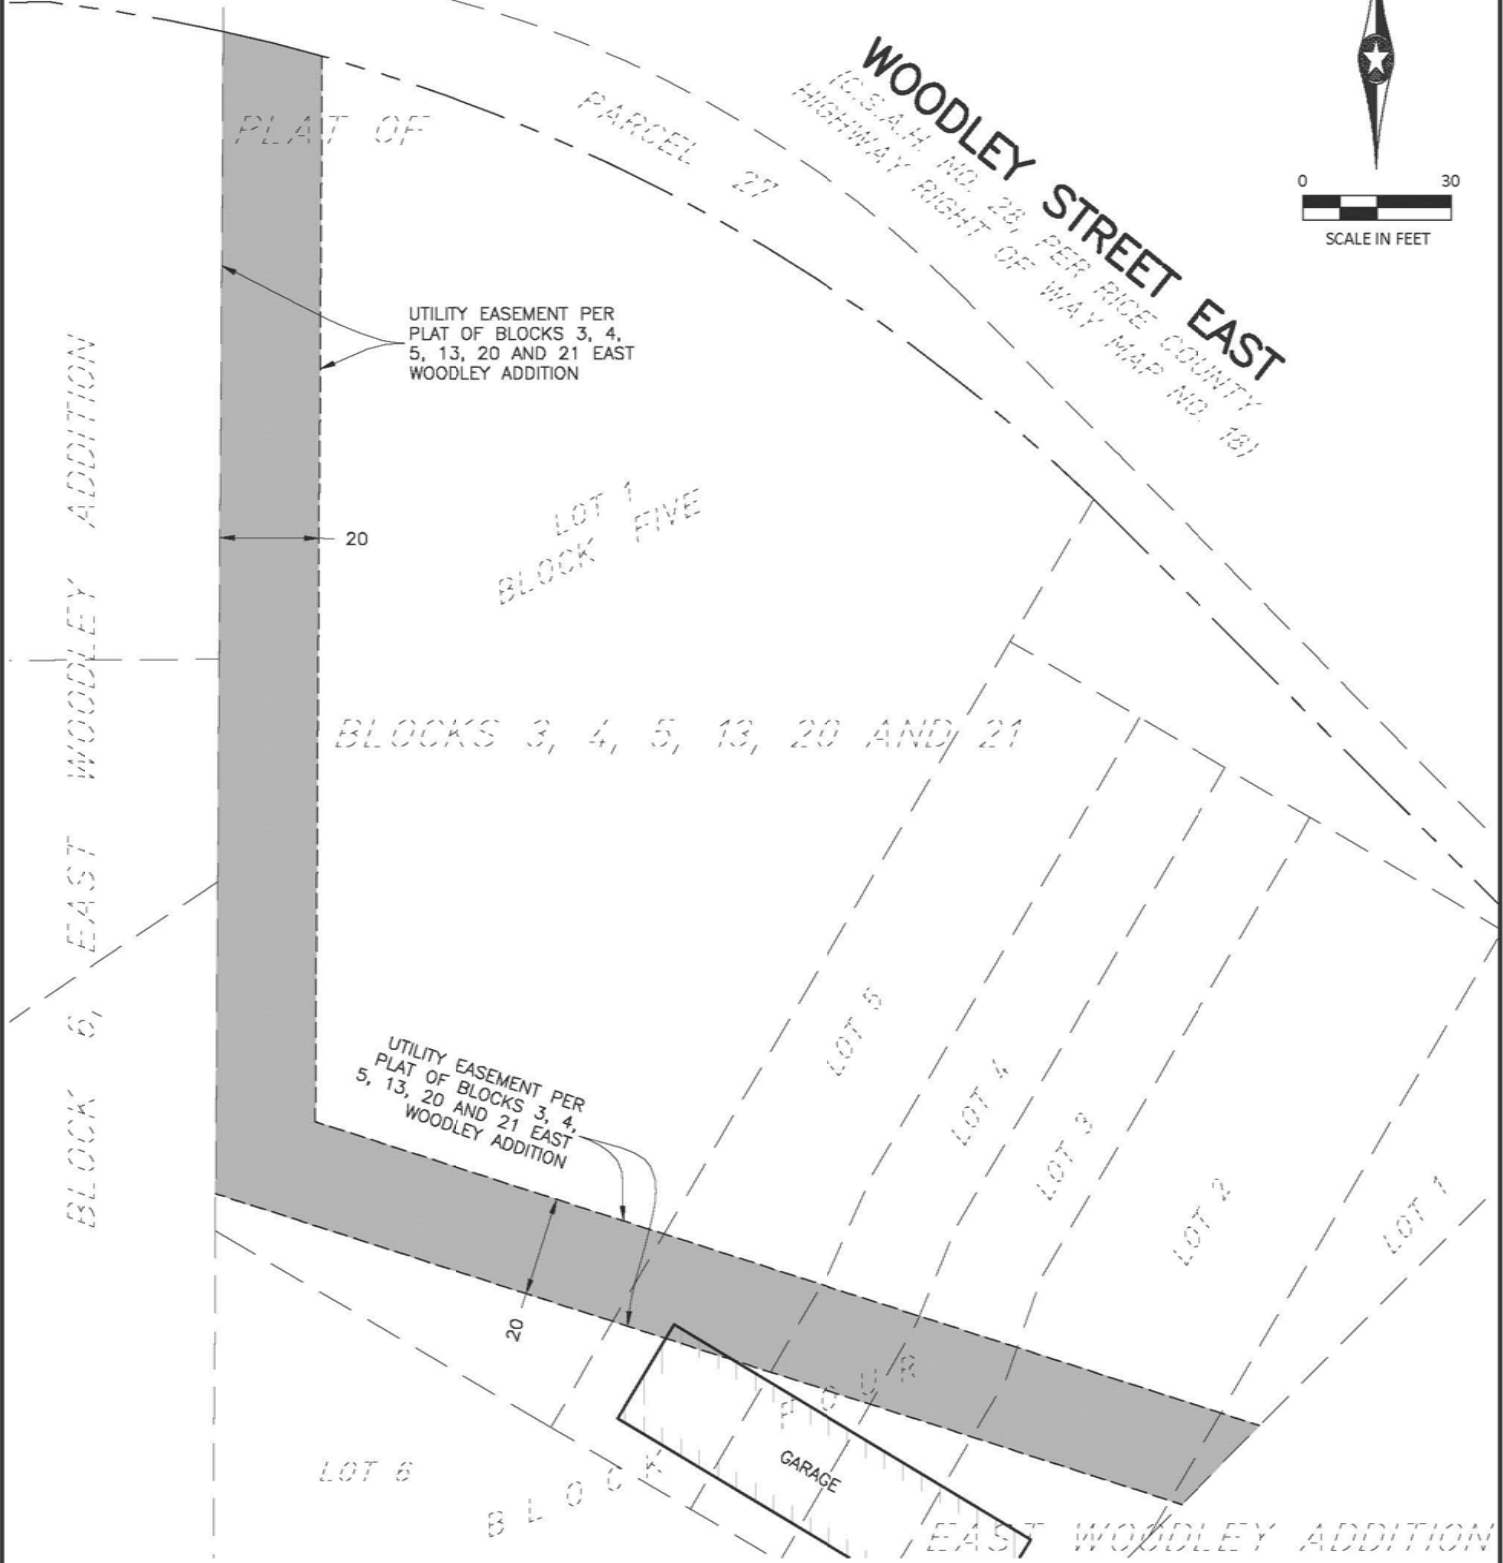 PLAT OF
PARCEL 27
WOODLEY STREET EAST
(C.S.A.H. NO. 28, PER RICE COUNTY
HIGHWAY RIGHT OF WAY MAP NO. 18)
0 30
SCALE IN FEET
UTILITY EASEMENT PER
PLAT OF BLOCKS 3, 4,
5, 13, 20 AND 21 EAST
WOODLEY ADDITION
BLOCK 6, EAST WOODLEY ADDITION
LOT 1
BLOCK FIVE
20
BLOCKS 3, 4, 5, 13, 20 AND 21
UTILITY EASEMENT PER
PLAT OF BLOCKS 3, 4,
5, 13, 20 AND 21 EAST
WOODLEY ADDITION
LOT 5
LOT 4
LOT 3
LOT 2
LOT 1
20
LOT 6
BLOCK FOUR
GARAGE
EAST WOODLEY ADDITION